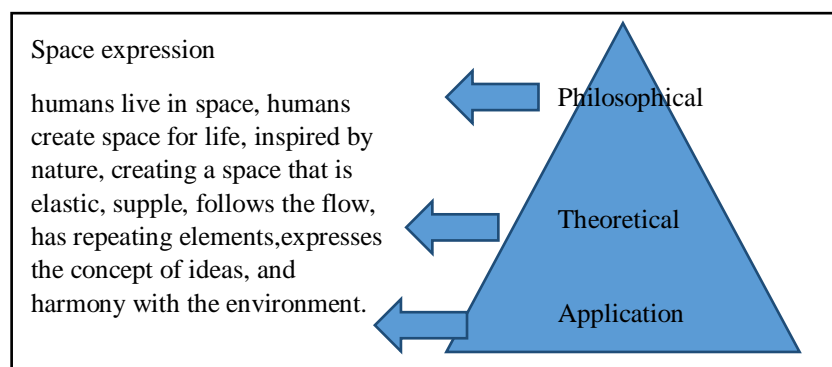 Space expression
humans live in space, humans
create space for life, inspired by
nature, creating a space that is
elastic, supple, follows the flow,
has repeating elements,expresses
the concept of ideas, and
harmony with the environment.
Philosophical
Theoretical
Application